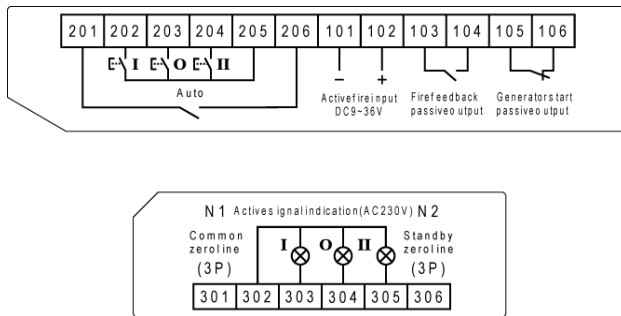 201 202 203 204 205 206 101 102 103 104 105 106
I O II − +
Auto
Activefireinput Firefeedback Generatorstart
DC9~36V passiveoutput passiveoutput
N1 Activesignalindication(AC230V) N2
Common Standby
zeroline I O II zeroline
(3P) (3P)
301 302 303 304 305 306